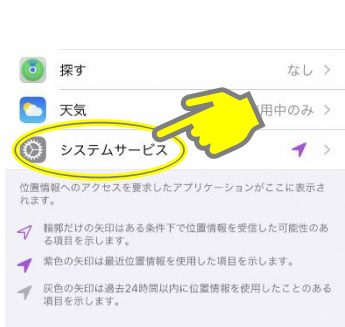 探す なし
天気 用中のみ
システムサービス
位置情報へのアクセスを要求したアプリケーションがここに表示さ
れます。
輪郭だけの矢印はある条件下で位置情報を受信した可能性のあ
る項目を示します。
紫色の矢印は最近位置情報を使用した項目を示します。
灰色の矢印は過去24時間以内に位置情報を使用したことのある
項目を示します。